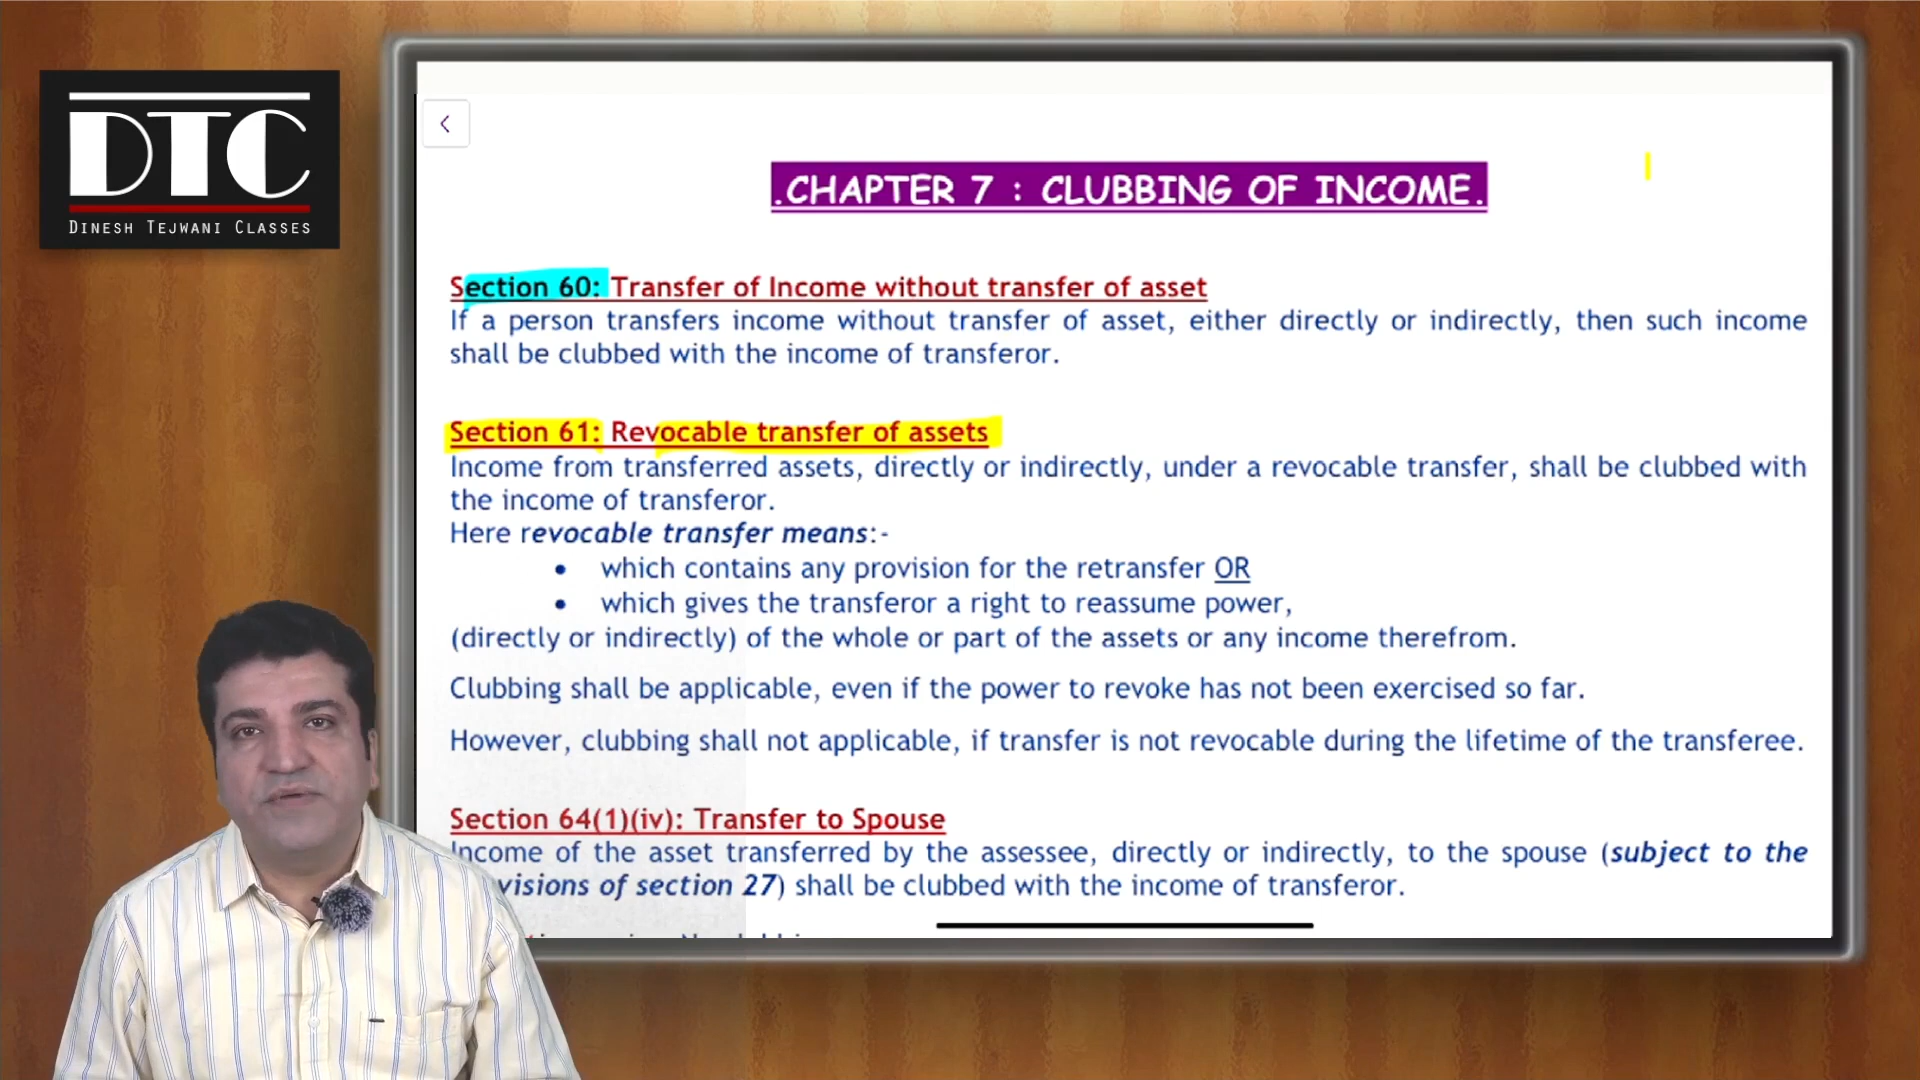 DTC
DINESH TEJWANI CLASSES
.CHAPTER 7 : CLUBBING OF INCOME.
Section 60: Transfer of Income without transfer of asset
If a person transfers income without transfer of asset, either directly or indirectly, then such income
shall be clubbed with the income of transferor.
Section 61: Revocable transfer of assets
Income from transferred assets, directly or indirectly, under a revocable transfer, shall be clubbed with
the income of transferor.
Here revocable transfer means:-
• which contains any provision for the retransfer OR
• which gives the transferor a right to reassume power,
(directly or indirectly) of the whole or part of the assets or any income therefrom.
Clubbing shall be applicable, even if the power to revoke has not been exercised so far.
However, clubbing shall not applicable, if transfer is not revocable during the lifetime of the transferee.
Section 64(1)(iv): Transfer to Spouse
Income of the asset transferred by the assessee, directly or indirectly, to the spouse (subject to the
visions of section 27) shall be clubbed with the income of transferor.